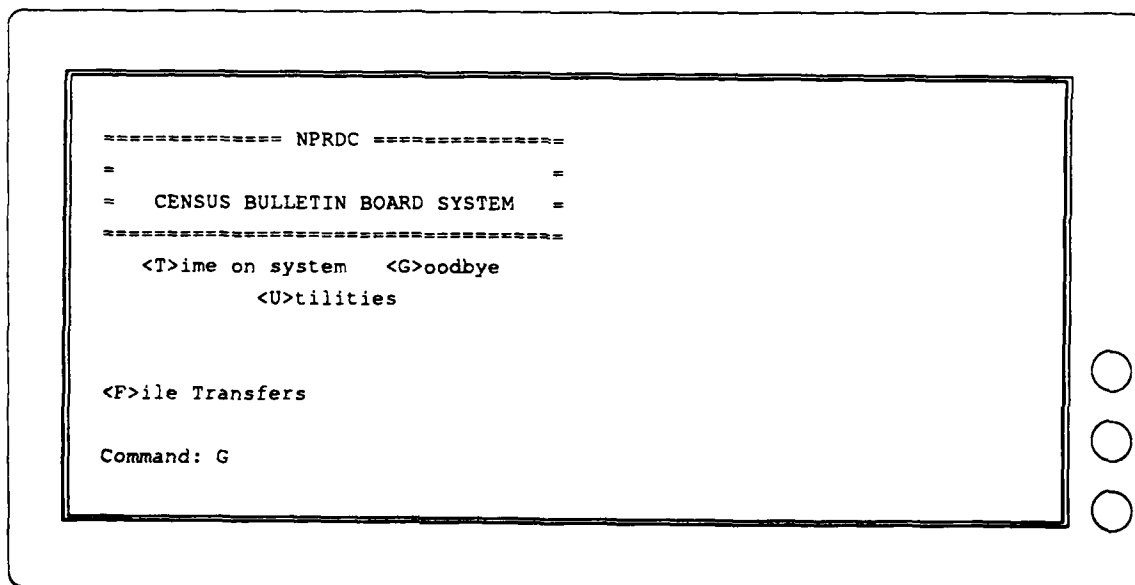 ============== NPRDC ===============
= =
= CENSUS BULLETIN BOARD SYSTEM =
====================================
<T>ime on system <G>oodbye
<U>tilities
<F>ile Transfers
Command: G